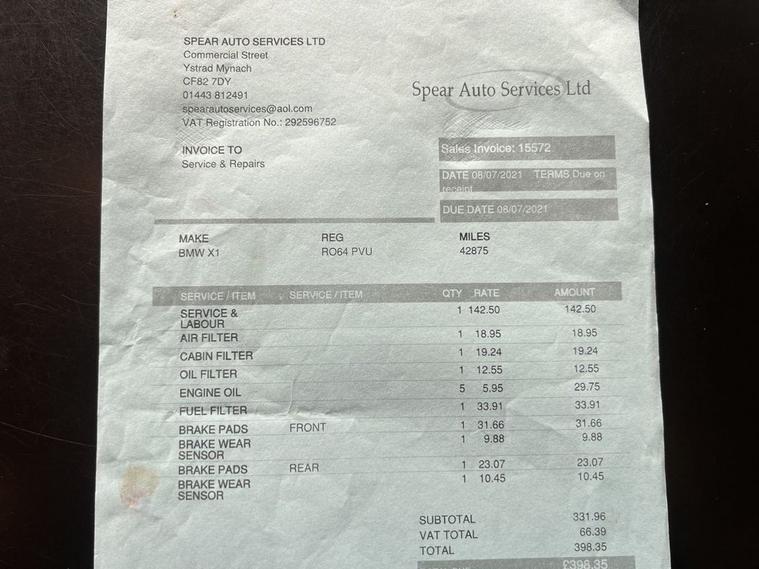 SPEAR AUTO SERVICES LTD
Commercial Street
Ystrad Mynach
CF82 7DY
01443 812491
spearautoservices@aol.com
VAT Registration No.: 292596752
Spear Auto Services Ltd
INVOICE TO
Service & Repairs
Sales Invoice: 15572
DATE 08/07/2021 TERMS Due on
receipt
DUE DATE 08/07/2021
MAKE REG MILES
BMW X1 RO64 PVU 42875
SERVICE / ITEM SERVICE / ITEM QTY RATE AMOUNT
SERVICE & 1 142.50 142.50
LABOUR
AIR FILTER 1 18.95 18.95
CABIN FILTER 1 19.24 19.24
OIL FILTER 1 12.55 12.55
ENGINE OIL 5 5.95 29.75
FUEL FILTER 1 33.91 33.91
BRAKE PADS FRONT 1 31.66 31.66
BRAKE WEAR 1 9.88 9.88
SENSOR
BRAKE PADS REAR 1 23.07 23.07
BRAKE WEAR 1 10.45 10.45
SENSOR
SUBTOTAL 331.96
VAT TOTAL 66.39
TOTAL 398.35
£398.35